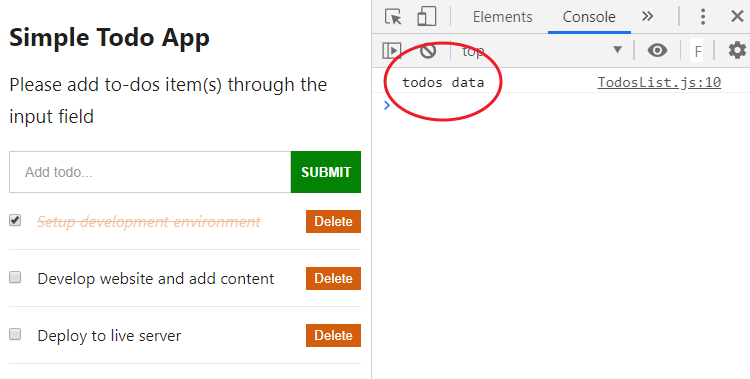 Simple Todo App
Please add to-dos item(s) through the
input field
Add todo...
SUBMIT
Setup development environment
Delete
Develop website and add content
Delete
Deploy to live server
Delete
Elements
Console
top
F
todos data
TodosList.js:10